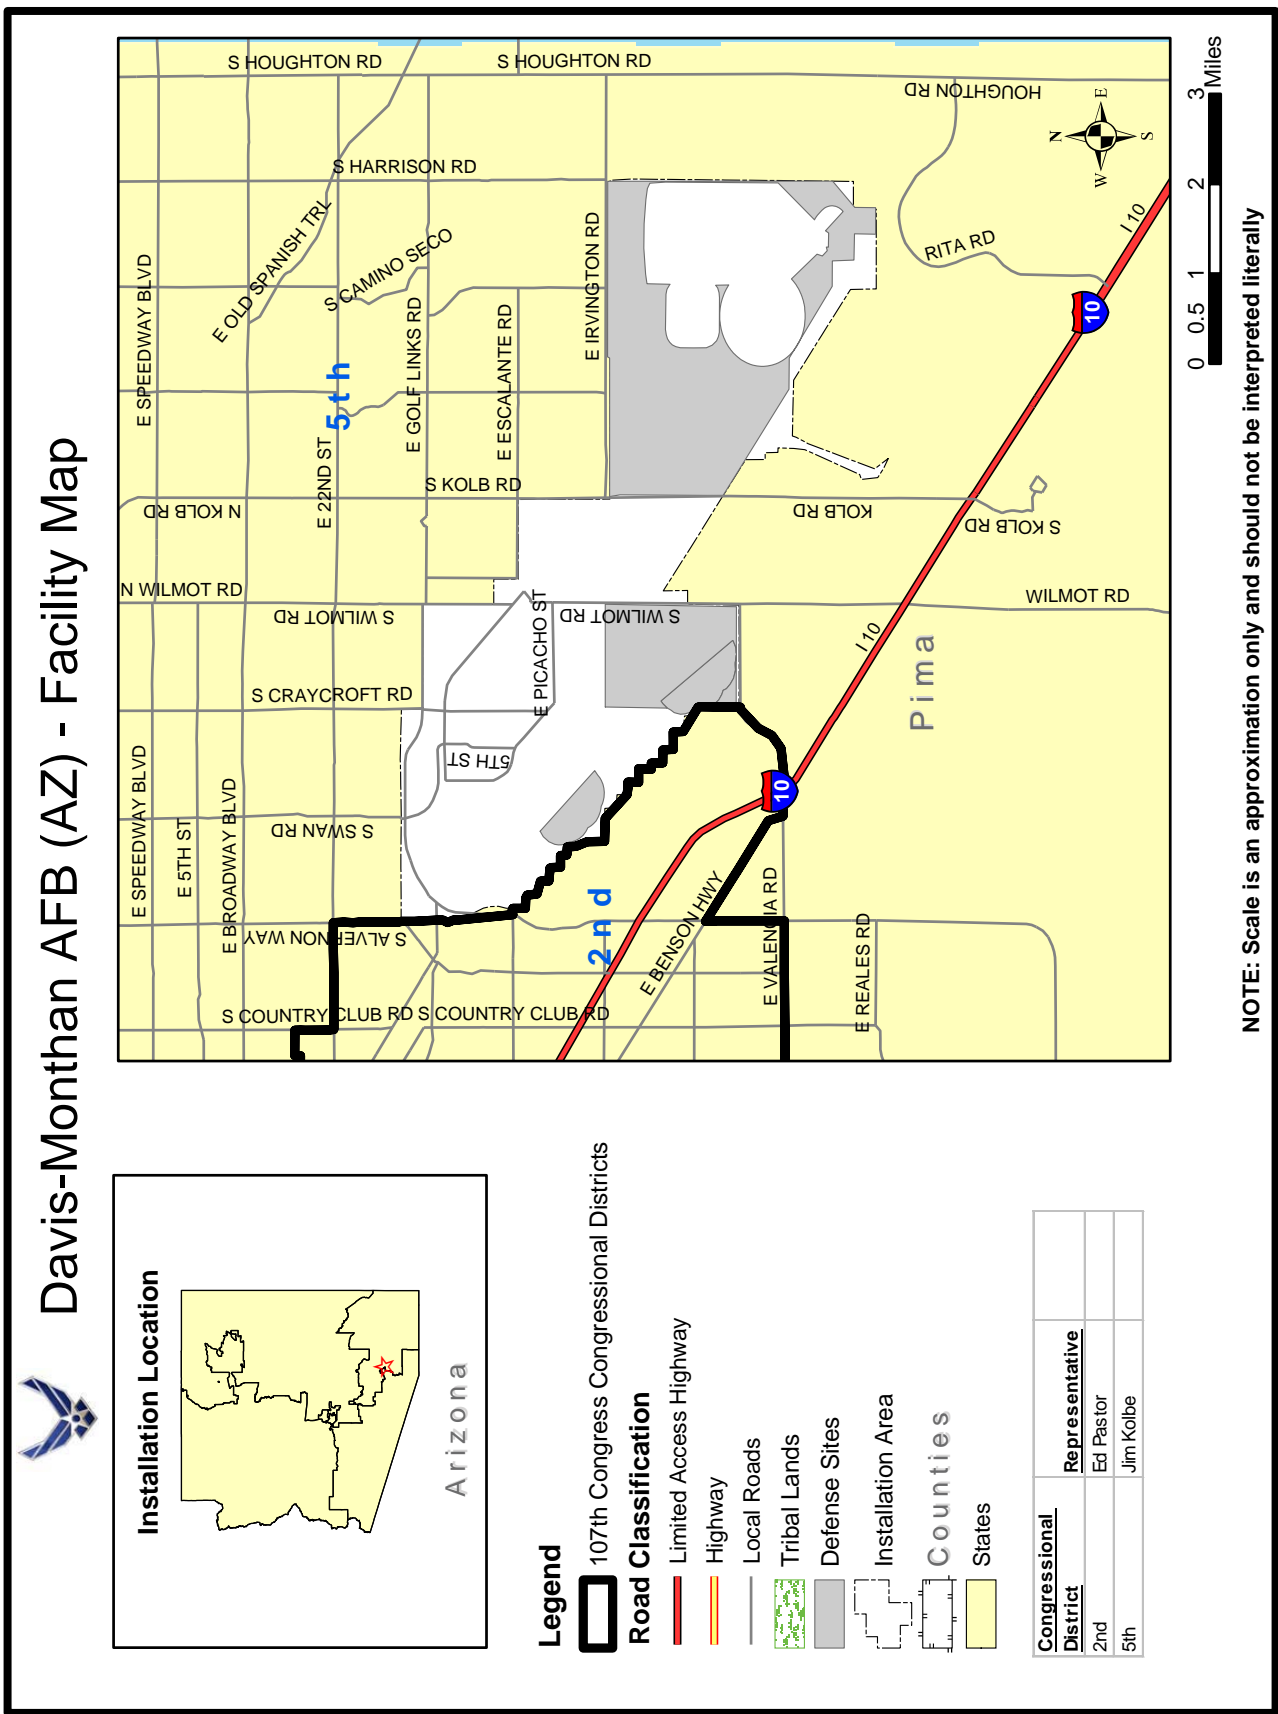 Davis-Monthan AFB (AZ) - Facility Map
Installation Location
Arizona
Legend
107th Congress Congressional Districts
Road Classification
Limited Access Highway
Highway
Local Roads
Tribal Lands
Defense Sites
Installation Area
Counties
States
Congressional District
Representative
2nd
Ed Pastor
5th
Jim Kolbe
E SPEEDWAY BLVD
E SPEEDWAY BLVD
E 5TH ST
E BROADWAY BLVD
N WILMOT RD
N KOLB RD
S HOUGHTON RD
S HOUGHTON RD
HOUGHTON RD
S HARRISON RD
E OLD SPANISH TRL
S CAMINO SECO
E 22ND ST
5th
E GOLF LINKS RD
E ESCALANTE RD
E IRVINGTON RD
S KOLB RD
KOLB RD
S KOLB RD
S WILMOT RD
S WILMOT RD
WILMOT RD
E PICACHO ST
S CRAYCROFT RD
5TH ST
S SWAN RD
S ALVERNON WAY
S COUNTRY CLUB RD
S COUNTRY CLUB RD
2nd
E BENSON HWY
E VALENCIA RD
E REALES RD
RITA RD
I 10
I 10
10
10
Pima
N
E
S
W
0
0.5
1
2
3
Miles
NOTE: Scale is an approximation only and should not be interpreted literally